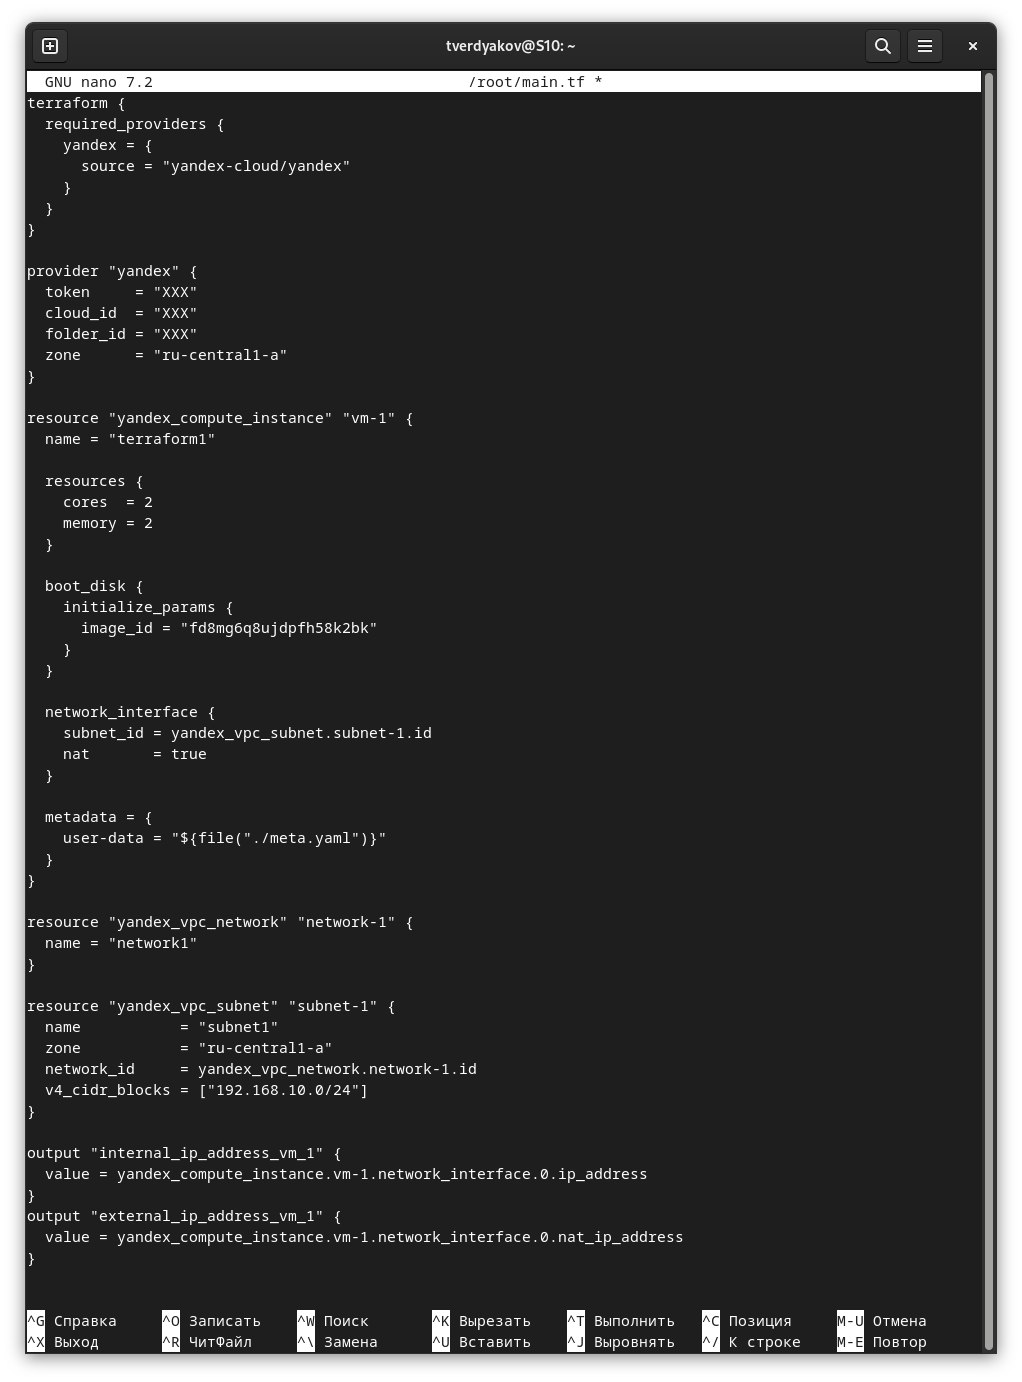 tverdyakov@S10: ~
GNU nano 7.2 /root/main.tf *
terraform {
  required_providers {
    yandex = {
      source = "yandex-cloud/yandex"
    }
  }
}

provider "yandex" {
  token     = "XXX"
  cloud_id  = "XXX"
  folder_id = "XXX"
  zone      = "ru-central1-a"
}

resource "yandex_compute_instance" "vm-1" {
  name = "terraform1"

  resources {
    cores  = 2
    memory = 2
  }

  boot_disk {
    initialize_params {
      image_id = "fd8mg6q8ujdpfh58k2bk"
    }
  }

  network_interface {
    subnet_id = yandex_vpc_subnet.subnet-1.id
    nat       = true
  }

  metadata = {
    user-data = "${file("./meta.yaml")}"
  }
}

resource "yandex_vpc_network" "network-1" {
  name = "network1"
}

resource "yandex_vpc_subnet" "subnet-1" {
  name           = "subnet1"
  zone           = "ru-central1-a"
  network_id     = yandex_vpc_network.network-1.id
  v4_cidr_blocks = ["192.168.10.0/24"]
}

output "internal_ip_address_vm_1" {
  value = yandex_compute_instance.vm-1.network_interface.0.ip_address
}
output "external_ip_address_vm_1" {
  value = yandex_compute_instance.vm-1.network_interface.0.nat_ip_address
}

^G Справка ^O Записать ^W Поиск ^K Вырезать ^T Выполнить ^C Позиция M-U Отмена
^X Выход ^R ЧитФайл ^\ Замена ^U Вставить ^J Выровнять ^/ К строке M-E Повтор